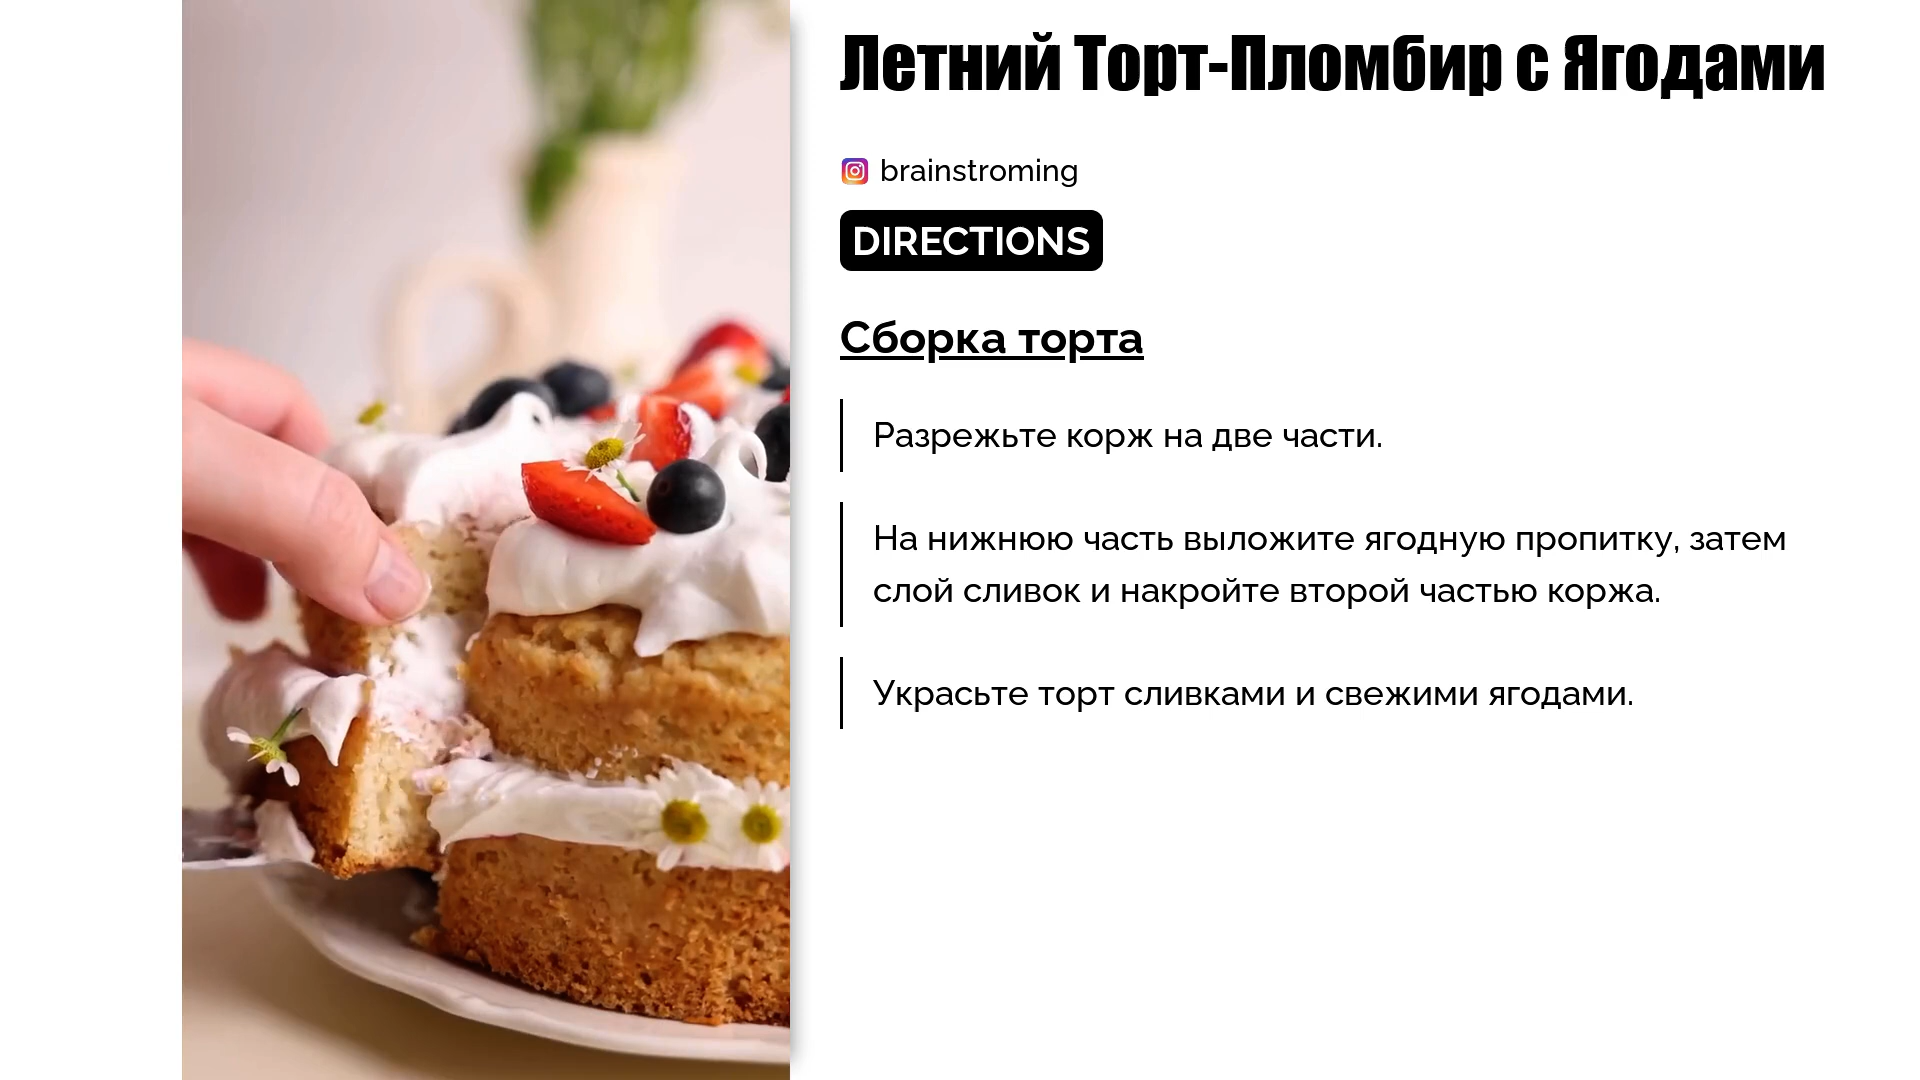 Летний Торт-Пломбир с Ягодами
brainstroming
DIRECTIONS
Сборка торта
Разрежьте корж на две части.
На нижнюю часть выложите ягодную пропитку, затем
слой сливок и накройте второй частью коржа.
Украсьте торт сливками и свежими ягодами.